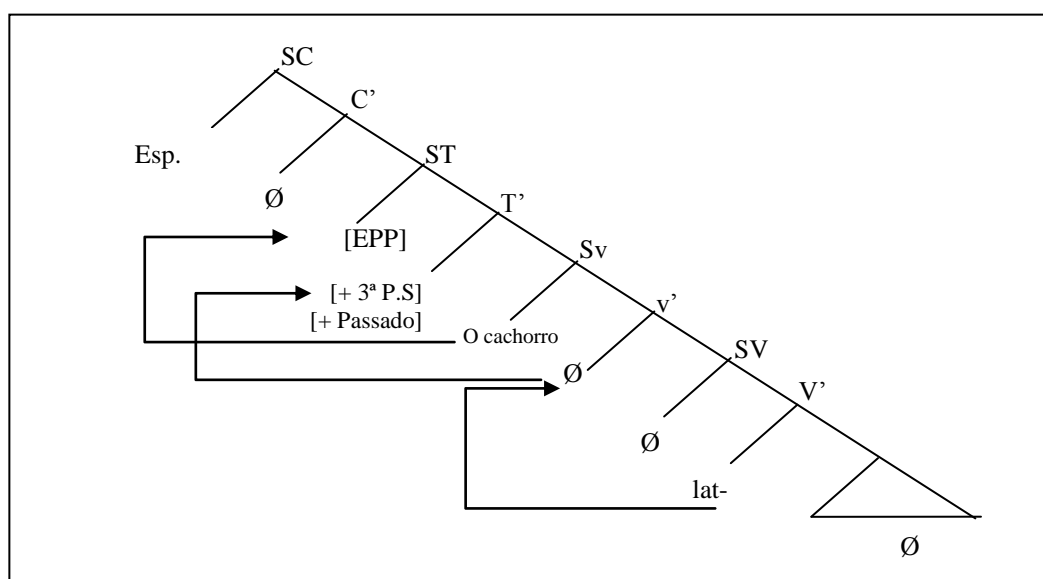 SC
C’
Esp.
ST
Ø
T’
[EPP]
Sv
[+ 3ª P.S]
v’
[+ Passado]
O cachorro
SV
Ø
V’
Ø
lat-
Ø